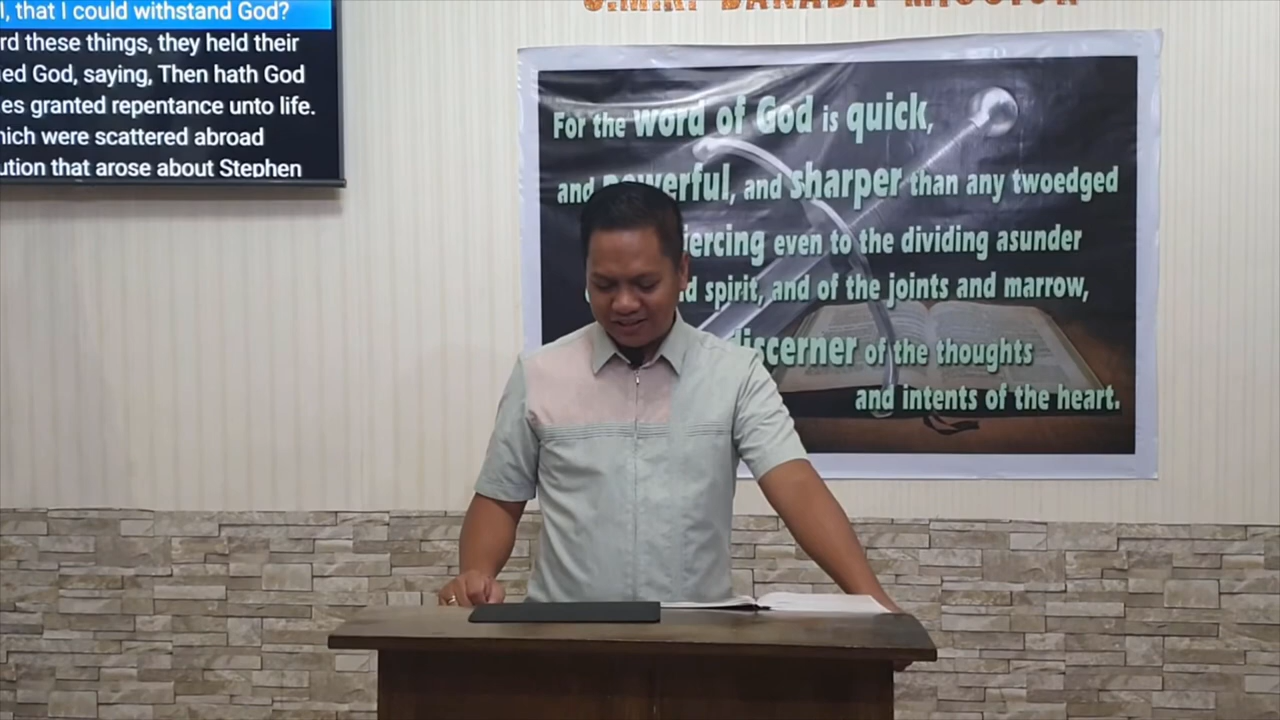 I, that I could withstand God?
rd these things, they held their
ied God, saying, Then hath God
es granted repentance unto life.
hich were scattered abroad
ution that arose about Stephen
MISSION
For the word of God is quick,
and powerful, and sharper than any twoedged
iercing even to the dividing asunder
d spirit, and of the joints and marrow,
discerner of the thoughts
and intents of the heart.